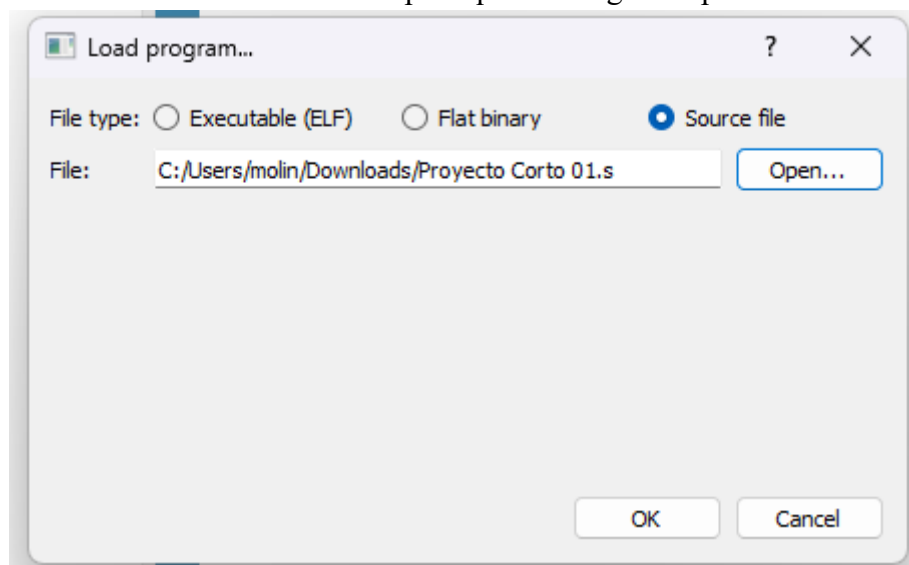 Load program... ?
File type: Executable (ELF) Flat binary Source file
File: C:/Users/molin/Downloads/Proyecto Corto 01.s Open...
OK Cancel